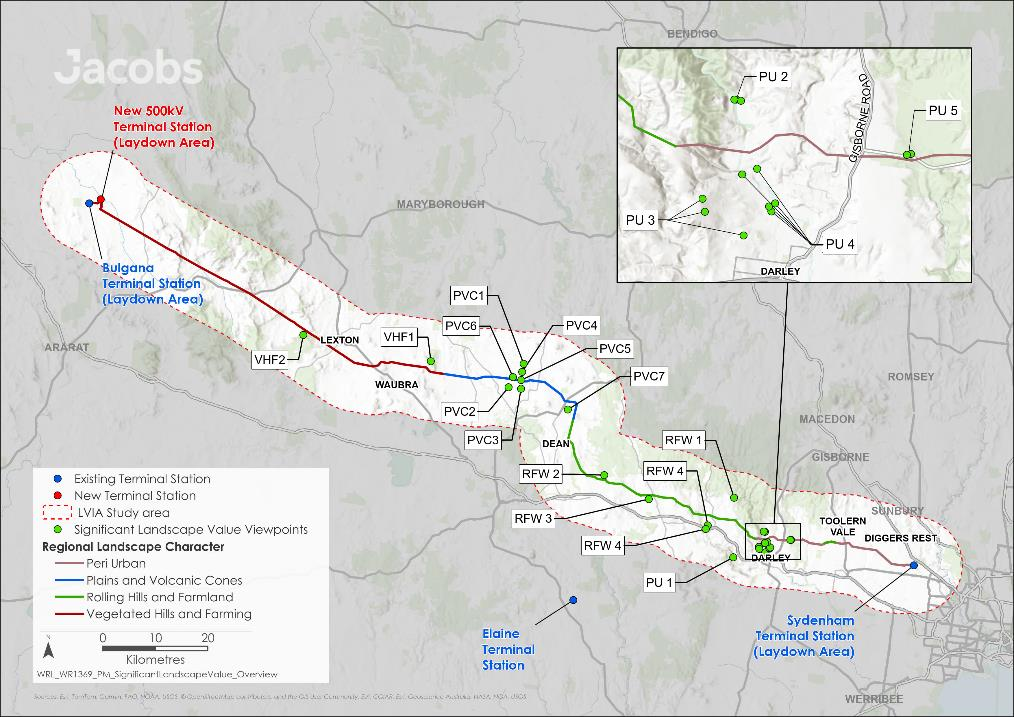 BENDIGO
Jacobs
PU 2
GISBORNE ROAD
PU 5
New 500kV
Terminal Station
(Laydown Area)
MARYBOROUGH
PU 3
PU 4
DARLEY
Bulgana
Terminal Station
(Laydown Area)
PVC1
PVC6
PVC4
VHF1
LEXTON
PVC5
ARARAT
VHF2
PVC7
ROMSEY
WAUBRA
PVC2
MACEDON
PVC3
DEAN
RFW 1
GISBORNE
RFW 2
RFW 4
SUNBURY
RFW 3
TOOLERN
VALE
DIGGERS REST
RFW 4
DARLEY
PU 1
Elaine
Terminal
Station
Sydenham
Terminal Station
(Laydown Area)
WERRIBEE
Existing Terminal Station
New Terminal Station
LVIA Study area
Significant Landscape Value Viewpoints
Regional Landscape Character
Peri Urban
Plains and Volcanic Cones
Rolling Hills and Farmland
Vegetated Hills and Farming
N
0 10 20
Kilometres
WRL_WR1369_PM_SignificantLandscapeValue_Overview